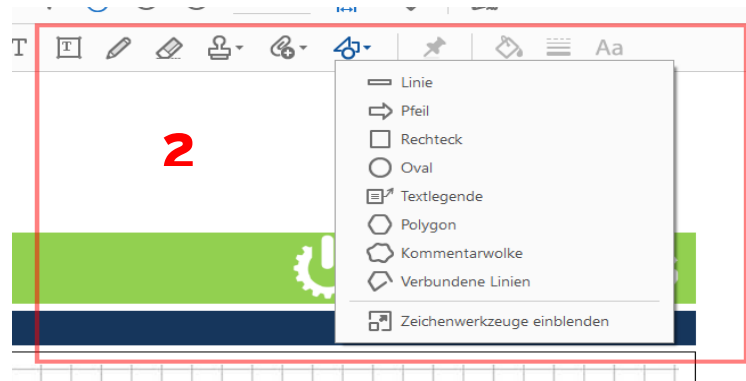 T T Aa
Linie
Pfeil
Rechteck
2
Oval
Textlegende
Polygon
Kommentarwolke
Verbundene Linien
Zeichenwerkzeuge einblenden